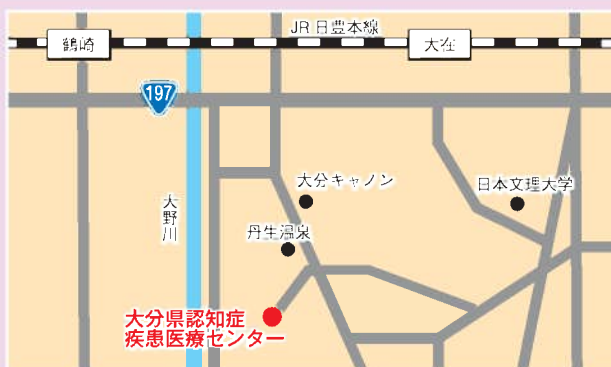 JR日豊本線
鶴崎
大在
197
大分キャノン
日本文理大学
大野川
丹生温泉
大分県認知症
疾患医療センター